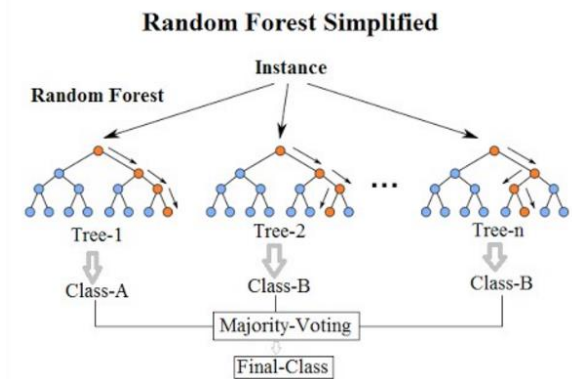 Random Forest Simplified
Instance
Random Forest
...
Tree-1
Tree-2
Tree-n
Class-A
Class-B
Class-B
Majority-Voting
Final-Class